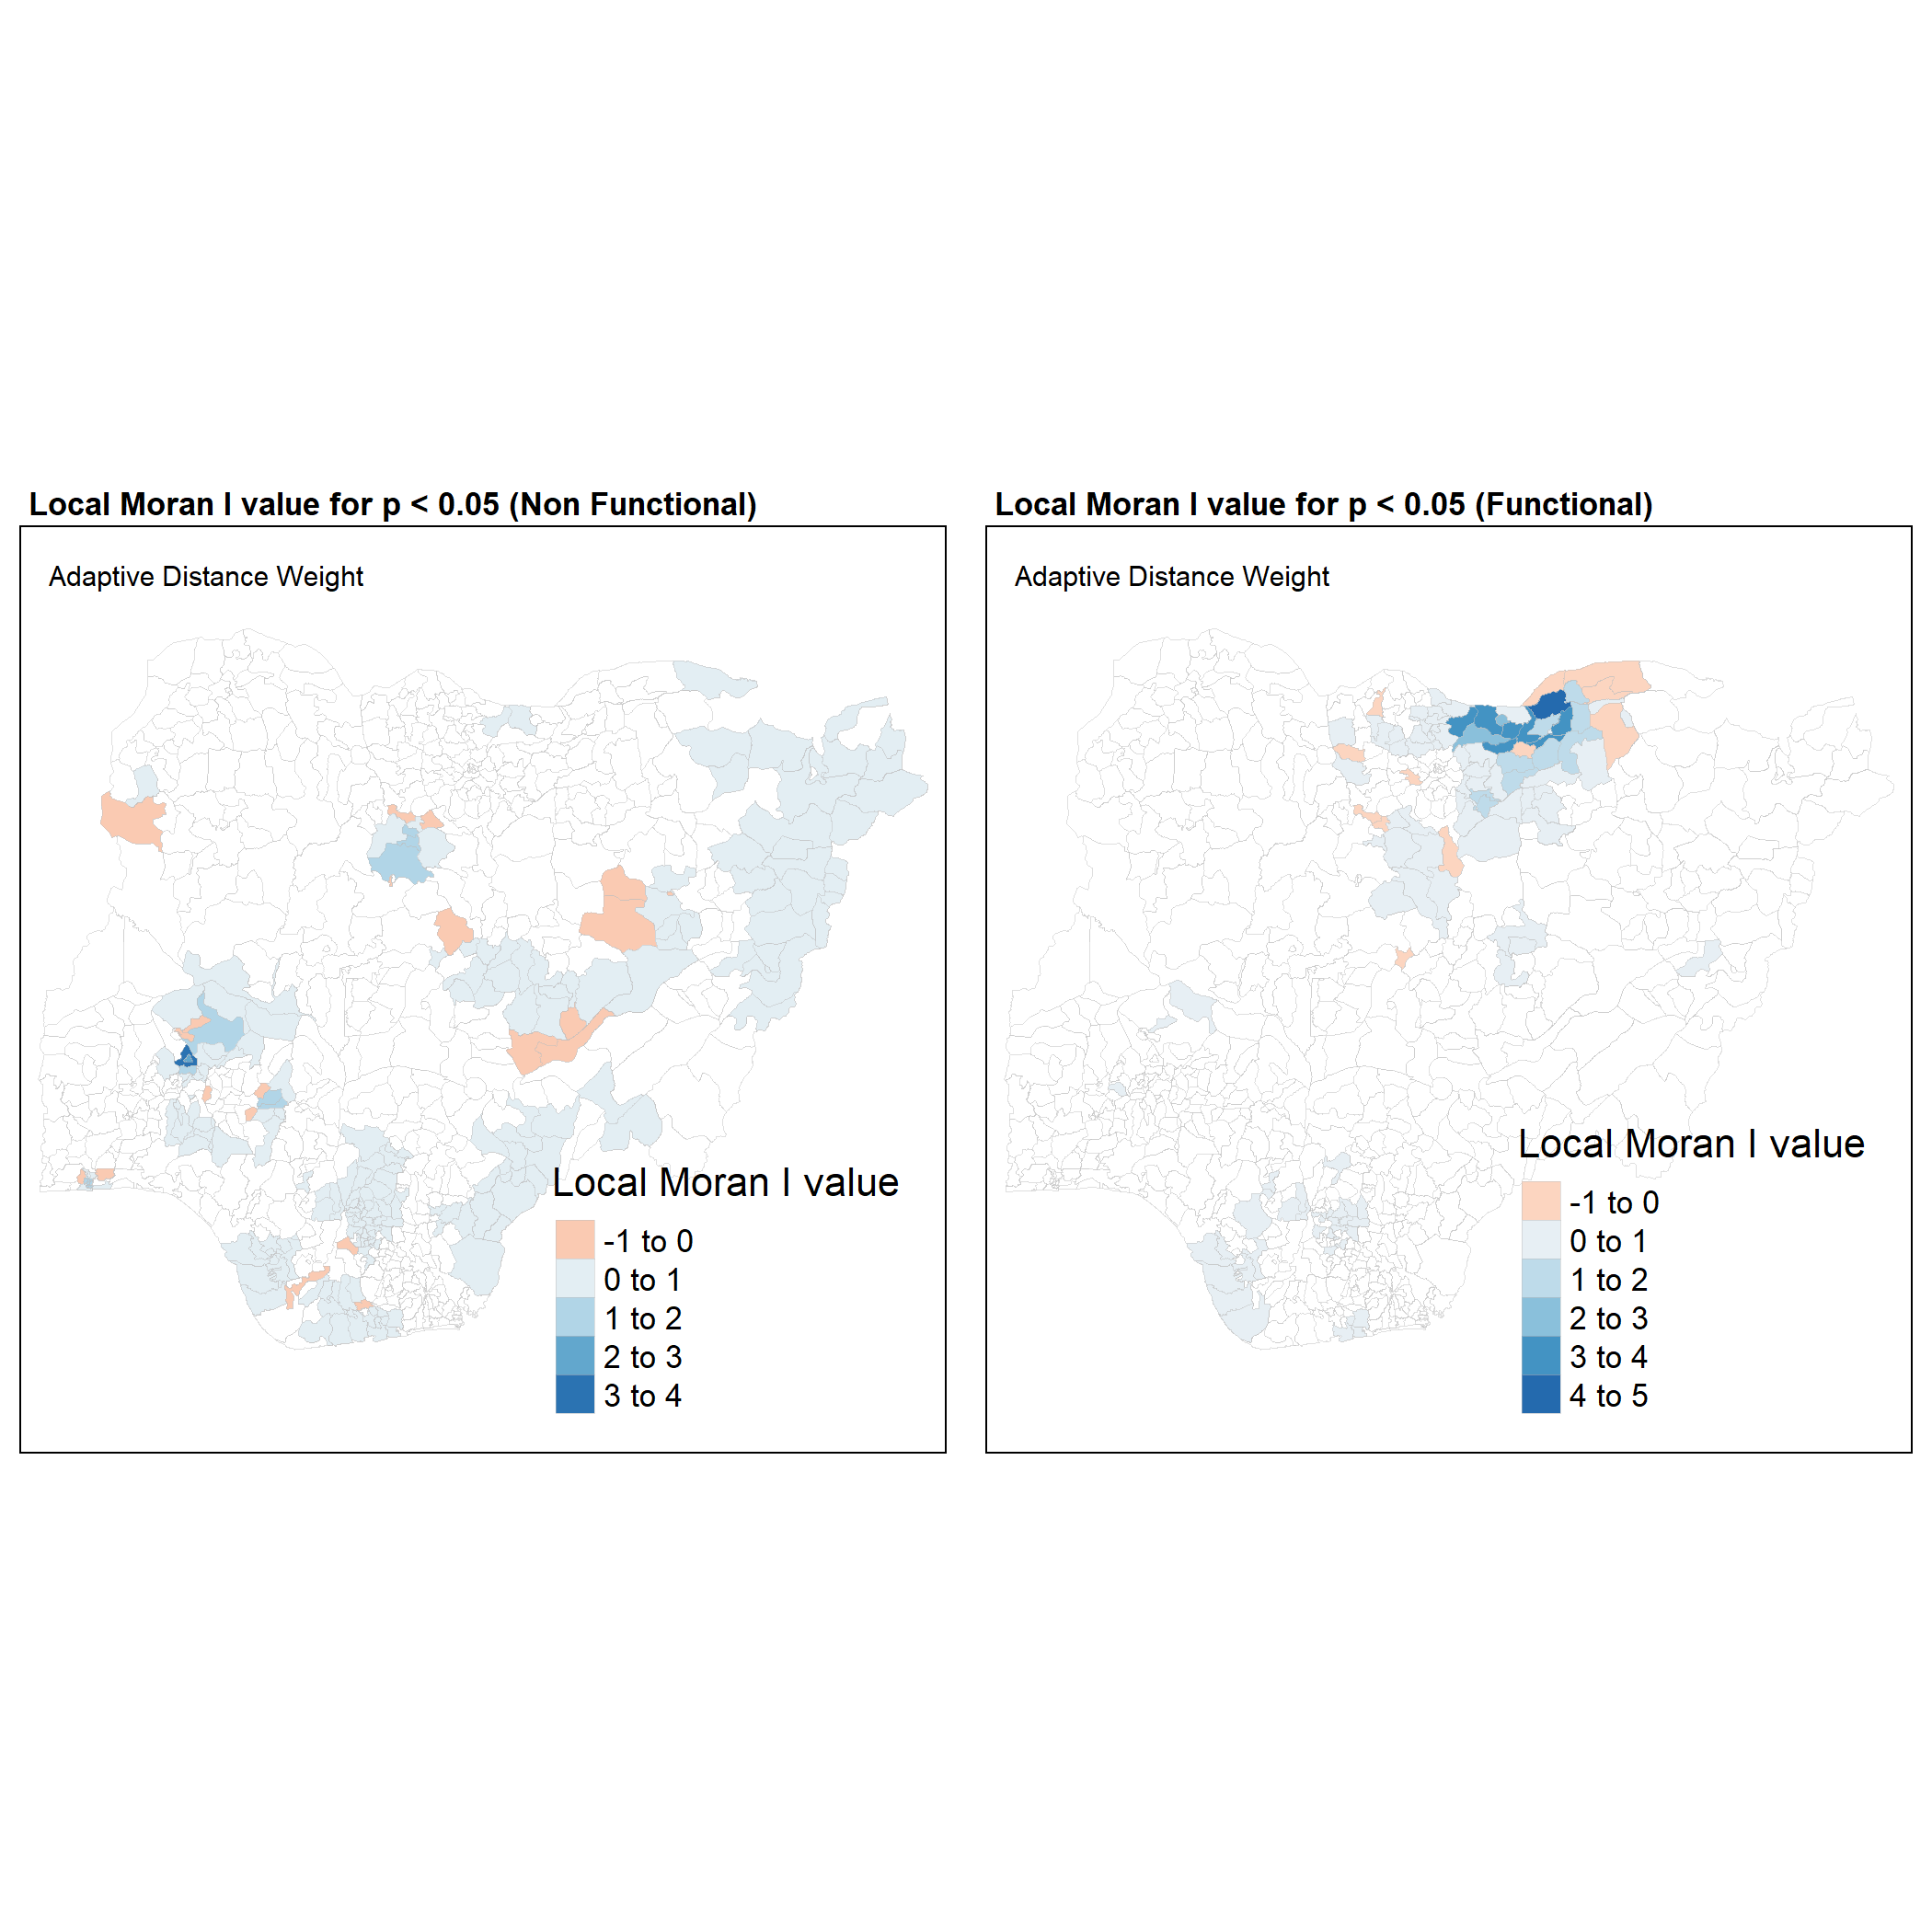 Local Moran I value for p < 0.05 (Non Functional)
Adaptive Distance Weight
Local Moran I value
-1 to 0
0 to 1
1 to 2
2 to 3
3 to 4
Local Moran I value for p < 0.05 (Functional)
Adaptive Distance Weight
Local Moran I value
-1 to 0
0 to 1
1 to 2
2 to 3
3 to 4
4 to 5